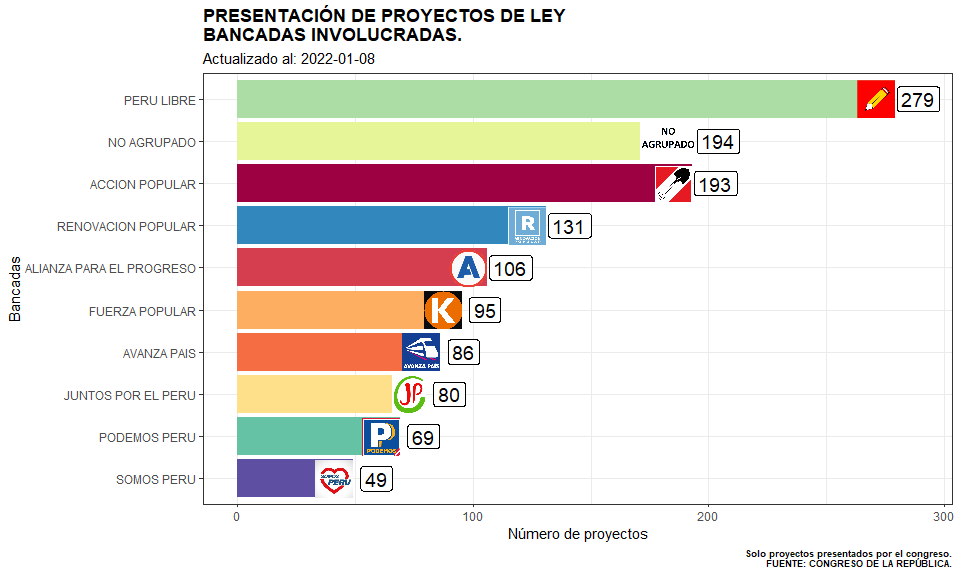 PRESENTACIÓN DE PROYECTOS DE LEY
BANCADAS INVOLUCRADAS.
Actualizado al: 2022-01-08
Bancadas
PERU LIBRE
279
NO AGRUPADO
NO
AGRUPADO
194
ACCION POPULAR
193
RENOVACION POPULAR
R
131
ALIANZA PARA EL PROGRESO
A
106
FUERZA POPULAR
K
95
AVANZA PAIS
AVANZA PAIS
86
JUNTOS POR EL PERU
JP
80
PODEMOS PERU
P
PODEMOS
69
SOMOS PERU
SOMOS
PERU
49
0
100
200
300
Número de proyectos
Solo proyectos presentados por el congreso.
FUENTE: CONGRESO DE LA REPÚBLICA.